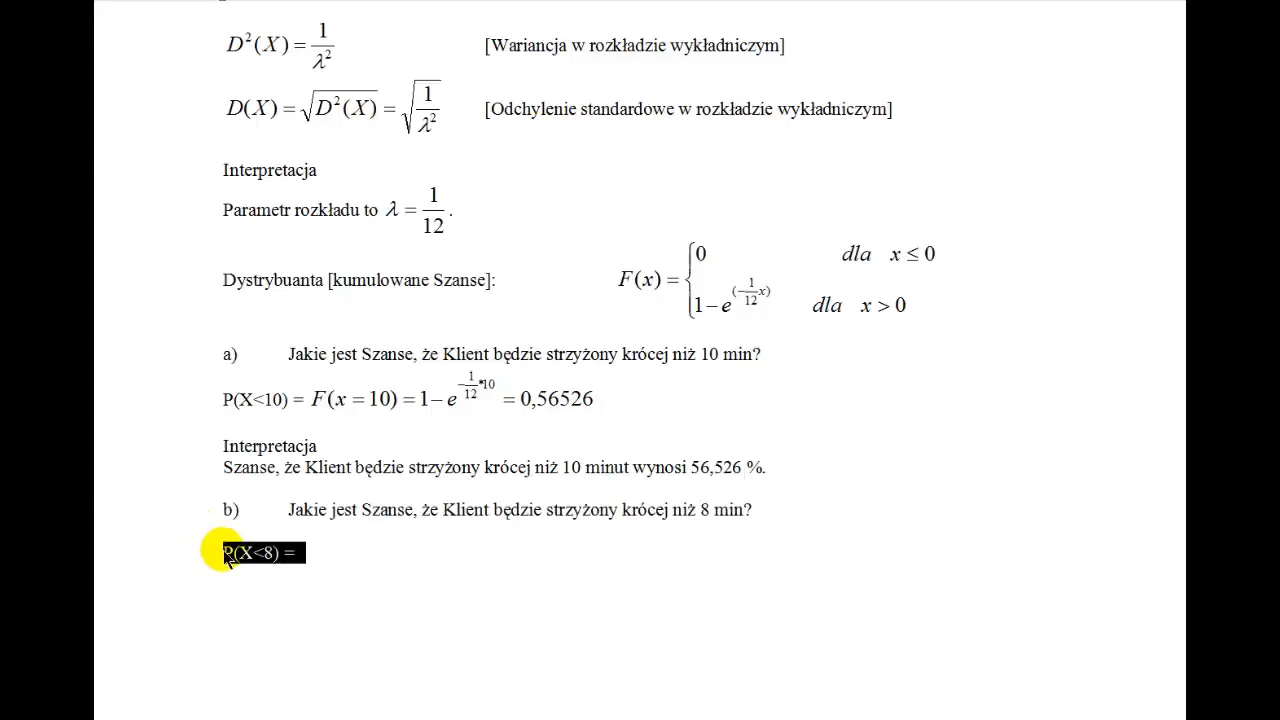 D²(X) = 1/λ² [Wariancja w rozkładzie wykładniczym]
D(X) = √D²(X) = √(1/λ²) [Odchylenie standardowe w rozkładzie wykładniczym]
Interpretacja
Parametr rozkładu to λ = 1/12 .
Dystrybuanta [kumulowane Szanse]: F(x) = { 0 dla x ≤ 0
1 − e^(−1/12 x) dla x > 0
a) Jakie jest Szanse, że Klient będzie strzyżony krócej niż 10 min?
P(X<10) = F(x = 10) = 1 − e^−1/12*10 = 0,56526
Interpretacja
Szanse, że Klient będzie strzyżony krócej niż 10 minut wynosi 56,526 %.
b) Jakie jest Szanse, że Klient będzie strzyżony krócej niż 8 min?
P(X<8) =